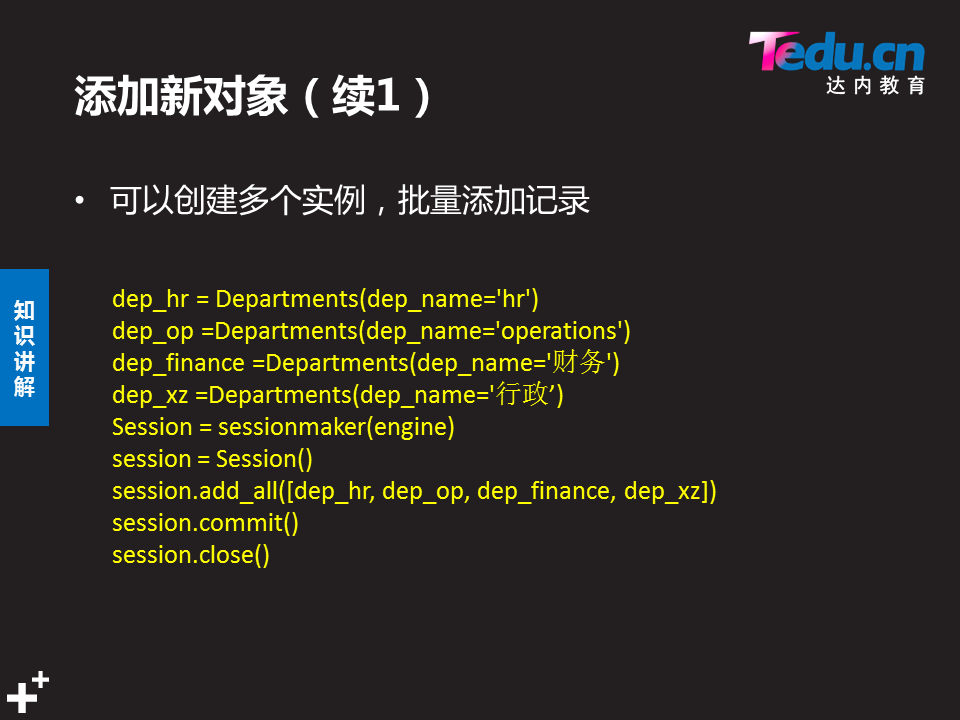 Tedu.cn
达内教育
添加新对象（续1）
• 可以创建多个实例，批量添加记录
知
识
讲
解
dep_hr = Departments(dep_name='hr')
dep_op =Departments(dep_name='operations')
dep_finance =Departments(dep_name='财务')
dep_xz =Departments(dep_name='行政’)
Session = sessionmaker(engine)
session = Session()
session.add_all([dep_hr, dep_op, dep_finance, dep_xz])
session.commit()
session.close()